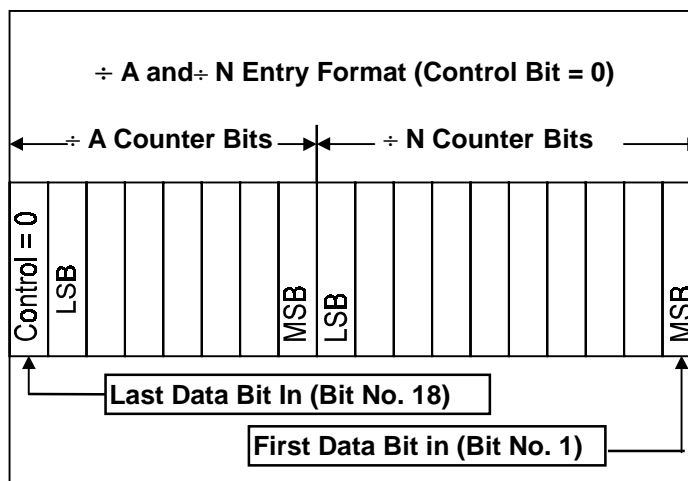 ÷ A and÷ N Entry Format (Control Bit = 0)
÷ A Counter Bits
÷ N Counter Bits
Control = 0
LSB
MSB
LSB
MSB
Last Data Bit In (Bit No. 18)
First Data Bit in (Bit No. 1)